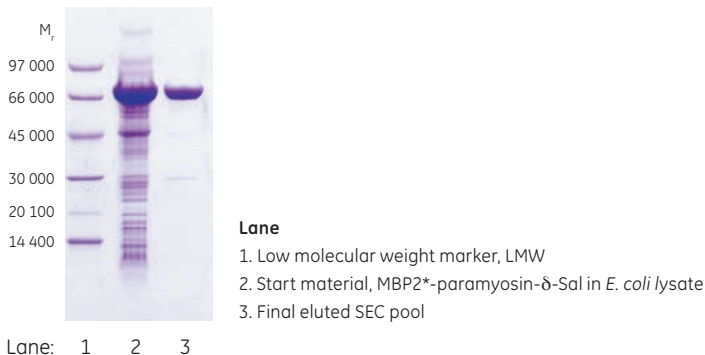 Mr
97 000
66 000
45 000
30 000
20 100
14 400
Lane: 1 2 3
Lane
1. Low molecular weight marker, LMW
2. Start material, MBP2*-paramyosin-δ-Sal in E. coli lysate
3. Final eluted SEC pool